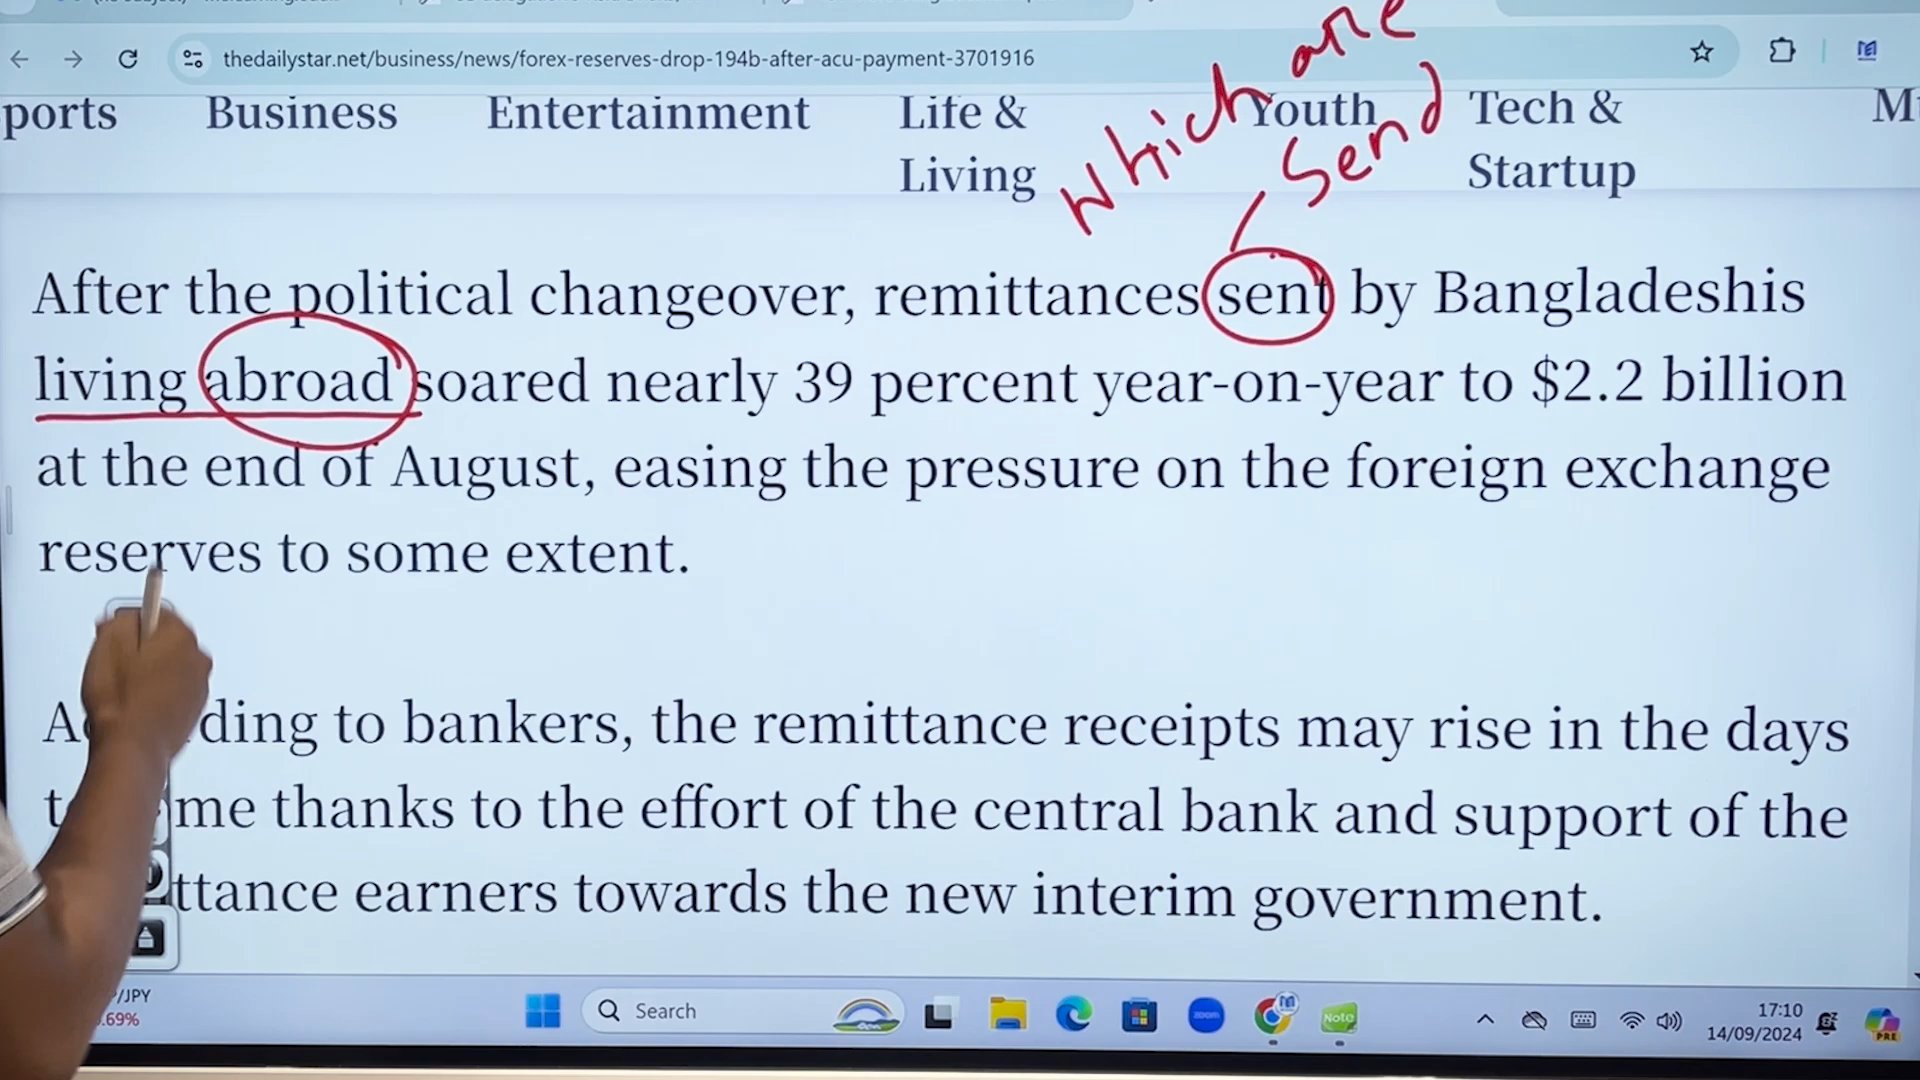 thedailystar.net/business/news/forex-reserves-drop-194b-after-acu-payment-3701916
ports Business Entertainment Life & Living Youth Tech & Startup M
which are
send
After the political changeover, remittances sent by Bangladeshis
living abroad soared nearly 39 percent year-on-year to $2.2 billion
at the end of August, easing the pressure on the foreign exchange
reserves to some extent.
ding to bankers, the remittance receipts may rise in the days
me thanks to the effort of the central bank and support of the
ttance earners towards the new interim government.
/JPY
.69%
Search
zoom
Note
17:10
14/09/2024
PRE